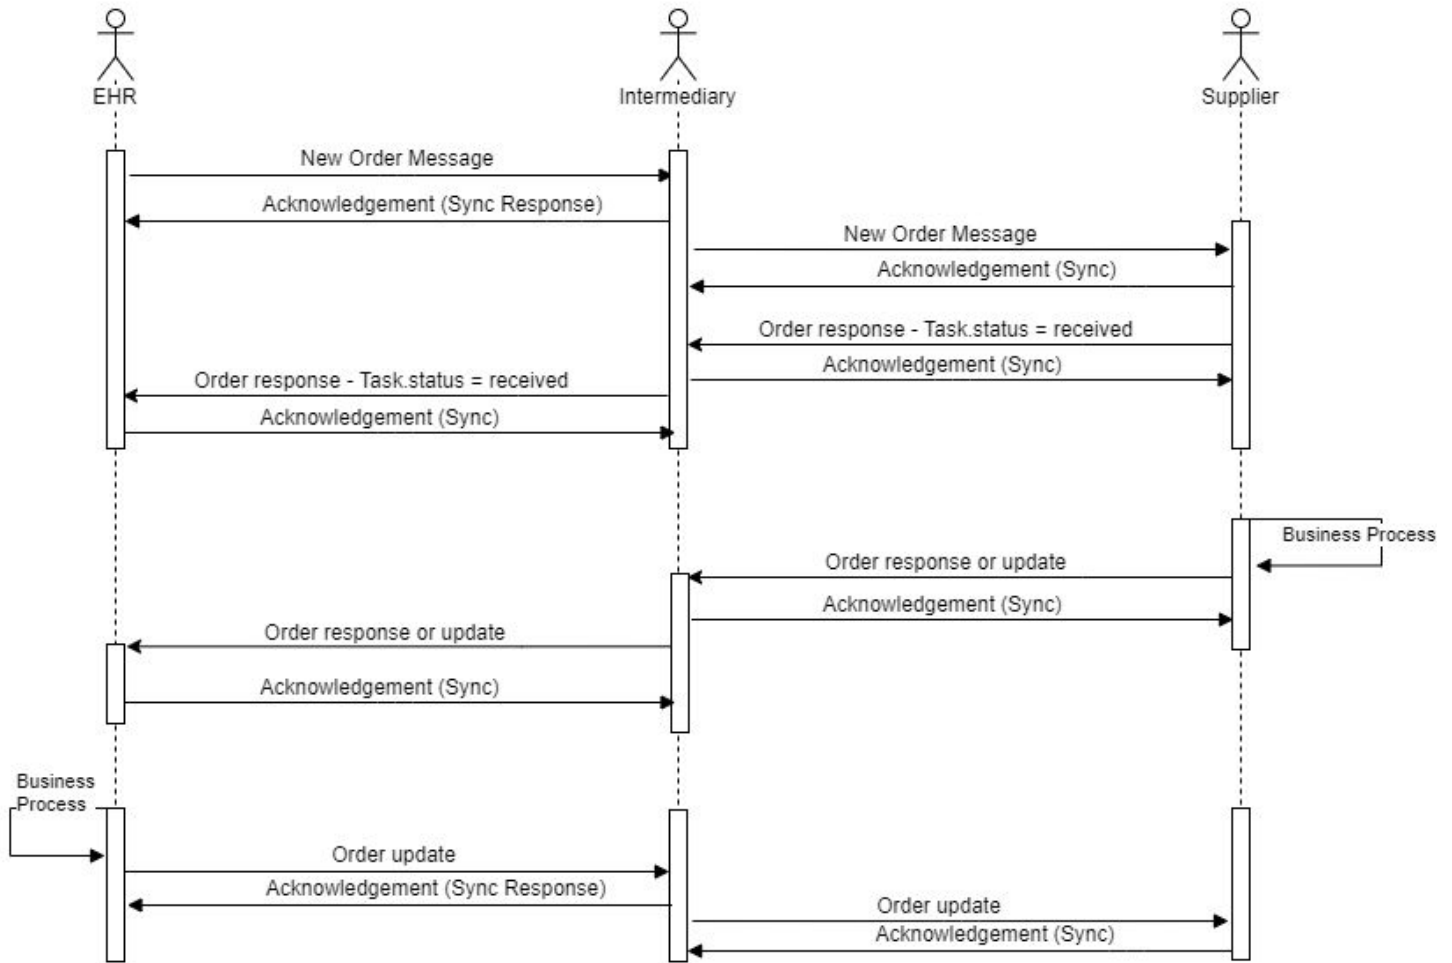 EHR
Intermediary
Supplier
New Order Message
Acknowledgement (Sync Response)
New Order Message
Acknowledgement (Sync)
Order response - Task.status = received
Acknowledgement (Sync)
Order response - Task.status = received
Acknowledgement (Sync)
Business Process
Order response or update
Acknowledgement (Sync)
Order response or update
Acknowledgement (Sync)
Business
Process
Order update
Acknowledgement (Sync Response)
Order update
Acknowledgement (Sync)